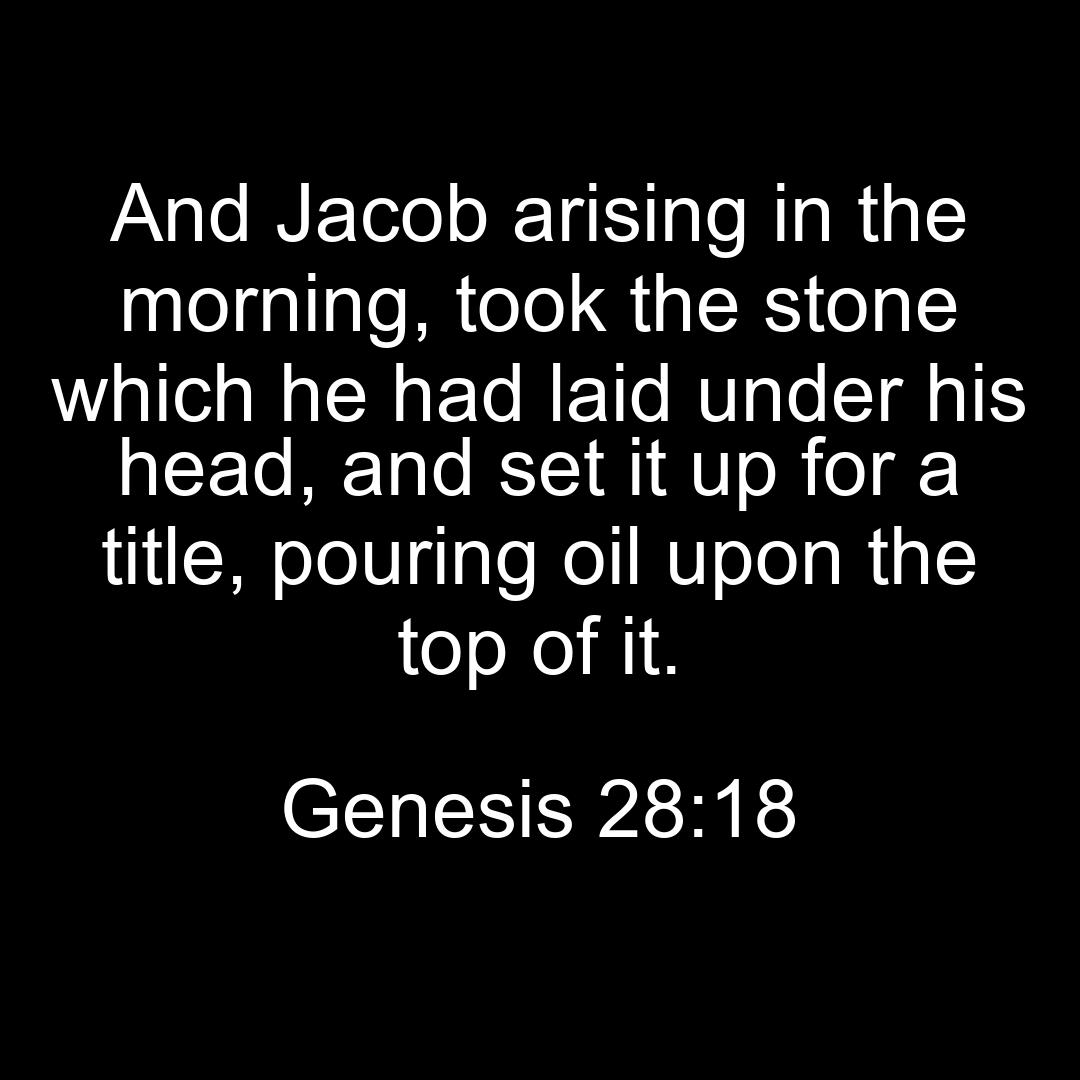 And Jacob arising in the
morning, took the stone
which he had laid under his
head, and set it up for a
title, pouring oil upon the
top of it.
Genesis 28:18